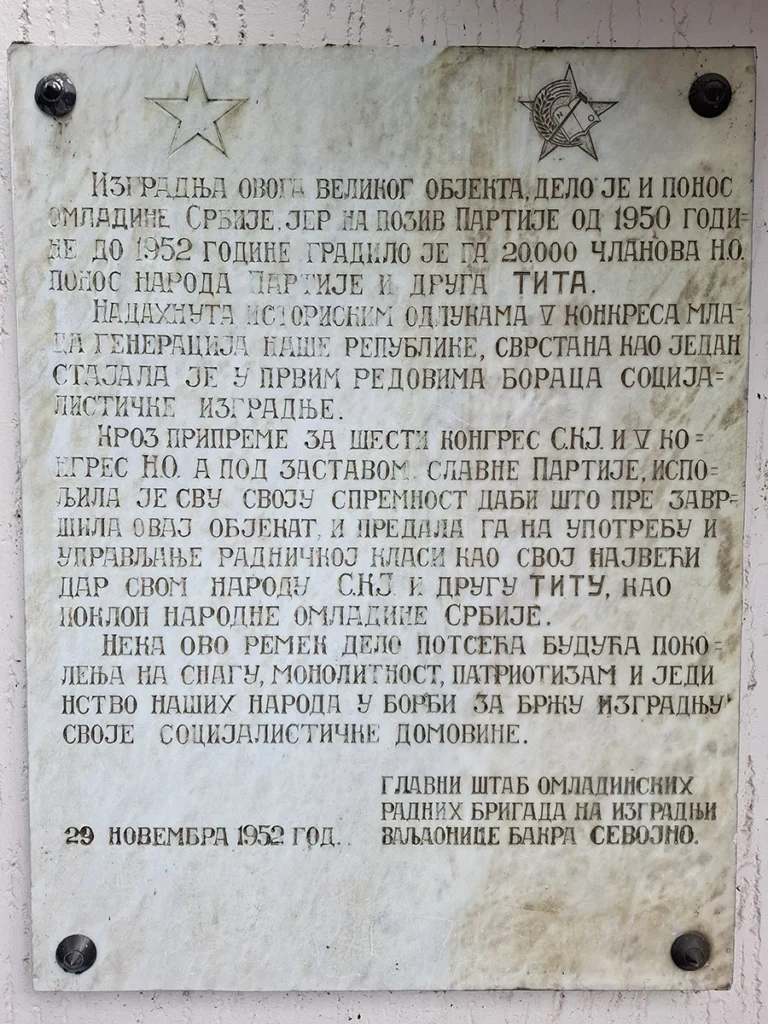 ИЗГРАДЊА ОВОГА ВЕЛИКОГ ОБЈЕКТА, ДЕЛО ЈЕ И ПОНОС
ОМЛАДИНЕ СРБИЈЕ, ЈЕР НА ПОЗИВ ПАРТИЈЕ ОД 1950 ГОДИ=
НЕ ДО 1952 ГОДИНЕ ГРАДИЛО ЈЕ ГА 20.000 ЧЛАНОВА Н.О.
ПОНОС НАРОДА ПАРТИЈЕ И ДРУГА ТИТА.
НАДАХНУТА ИСТОРИСКИМ ОДЛУКАМА V КОНКРЕСА МЛА=
ДА ГЕНЕРАЦИЈА НАШЕ РЕПУБЛИКЕ, СВРСТАНА КАО ЈЕДАН
СТАЈАЛА ЈЕ У ПРВИМ РЕДОВИМА БОРАЦА СОЦИЈА=
ЛИСТИЧКЕ ИЗГРАДЊЕ.
КРОЗ ПРИПРЕМЕ ЗА ШЕСТИ КОНГРЕС С.К.Ј. И V КО=
НГРЕС Н.О. А ПОД ЗАСТАВОМ СЛАВНЕ ПАРТИЈЕ, ИСПО=
ЉИЛА ЈЕ СВУ СВОЈУ СПРЕМНОСТ ДАБИ ШТО ПРЕ ЗАВР=
ШИЛА ОВАЈ ОБЈЕКАТ, И ПРЕДАЛА ГА НА УПОТРЕБУ И
УПРАВЉАЊЕ РАДНИЧКОЈ КЛАСИ КАО СВОЈ НАЈВЕЋИ
ДАР СВОМ НАРОДУ С.К.Ј. И ДРУГУ ТИТУ, КАО
ПОКЛОН НАРОДНЕ ОМЛАДИНЕ СРБИЈЕ.
НЕКА ОВО РЕМЕК ДЕЛО ПОТСЕЋА БУДУЋА ПОКО=
ЛЕЊА НА СНАГУ, МОНОЛИТНОСТ, ПАТРИОТИЗАМ И ЈЕДИ
НСТВО НАШИХ НАРОДА У БОРБИ ЗА БРЖУ ИЗГРАДЊУ
СВОЈЕ СОЦИЈАЛИСТИЧКЕ ДОМОВИНЕ.
ГЛАВНИ ШТАБ ОМЛАДИНСКИХ
РАДНИХ БРИГАДА НА ИЗГРАДЊИ
29 НОВЕМБРА 1952 ГОД. ВАЉАОНИЦЕ БАКРА СЕВОЈНО.